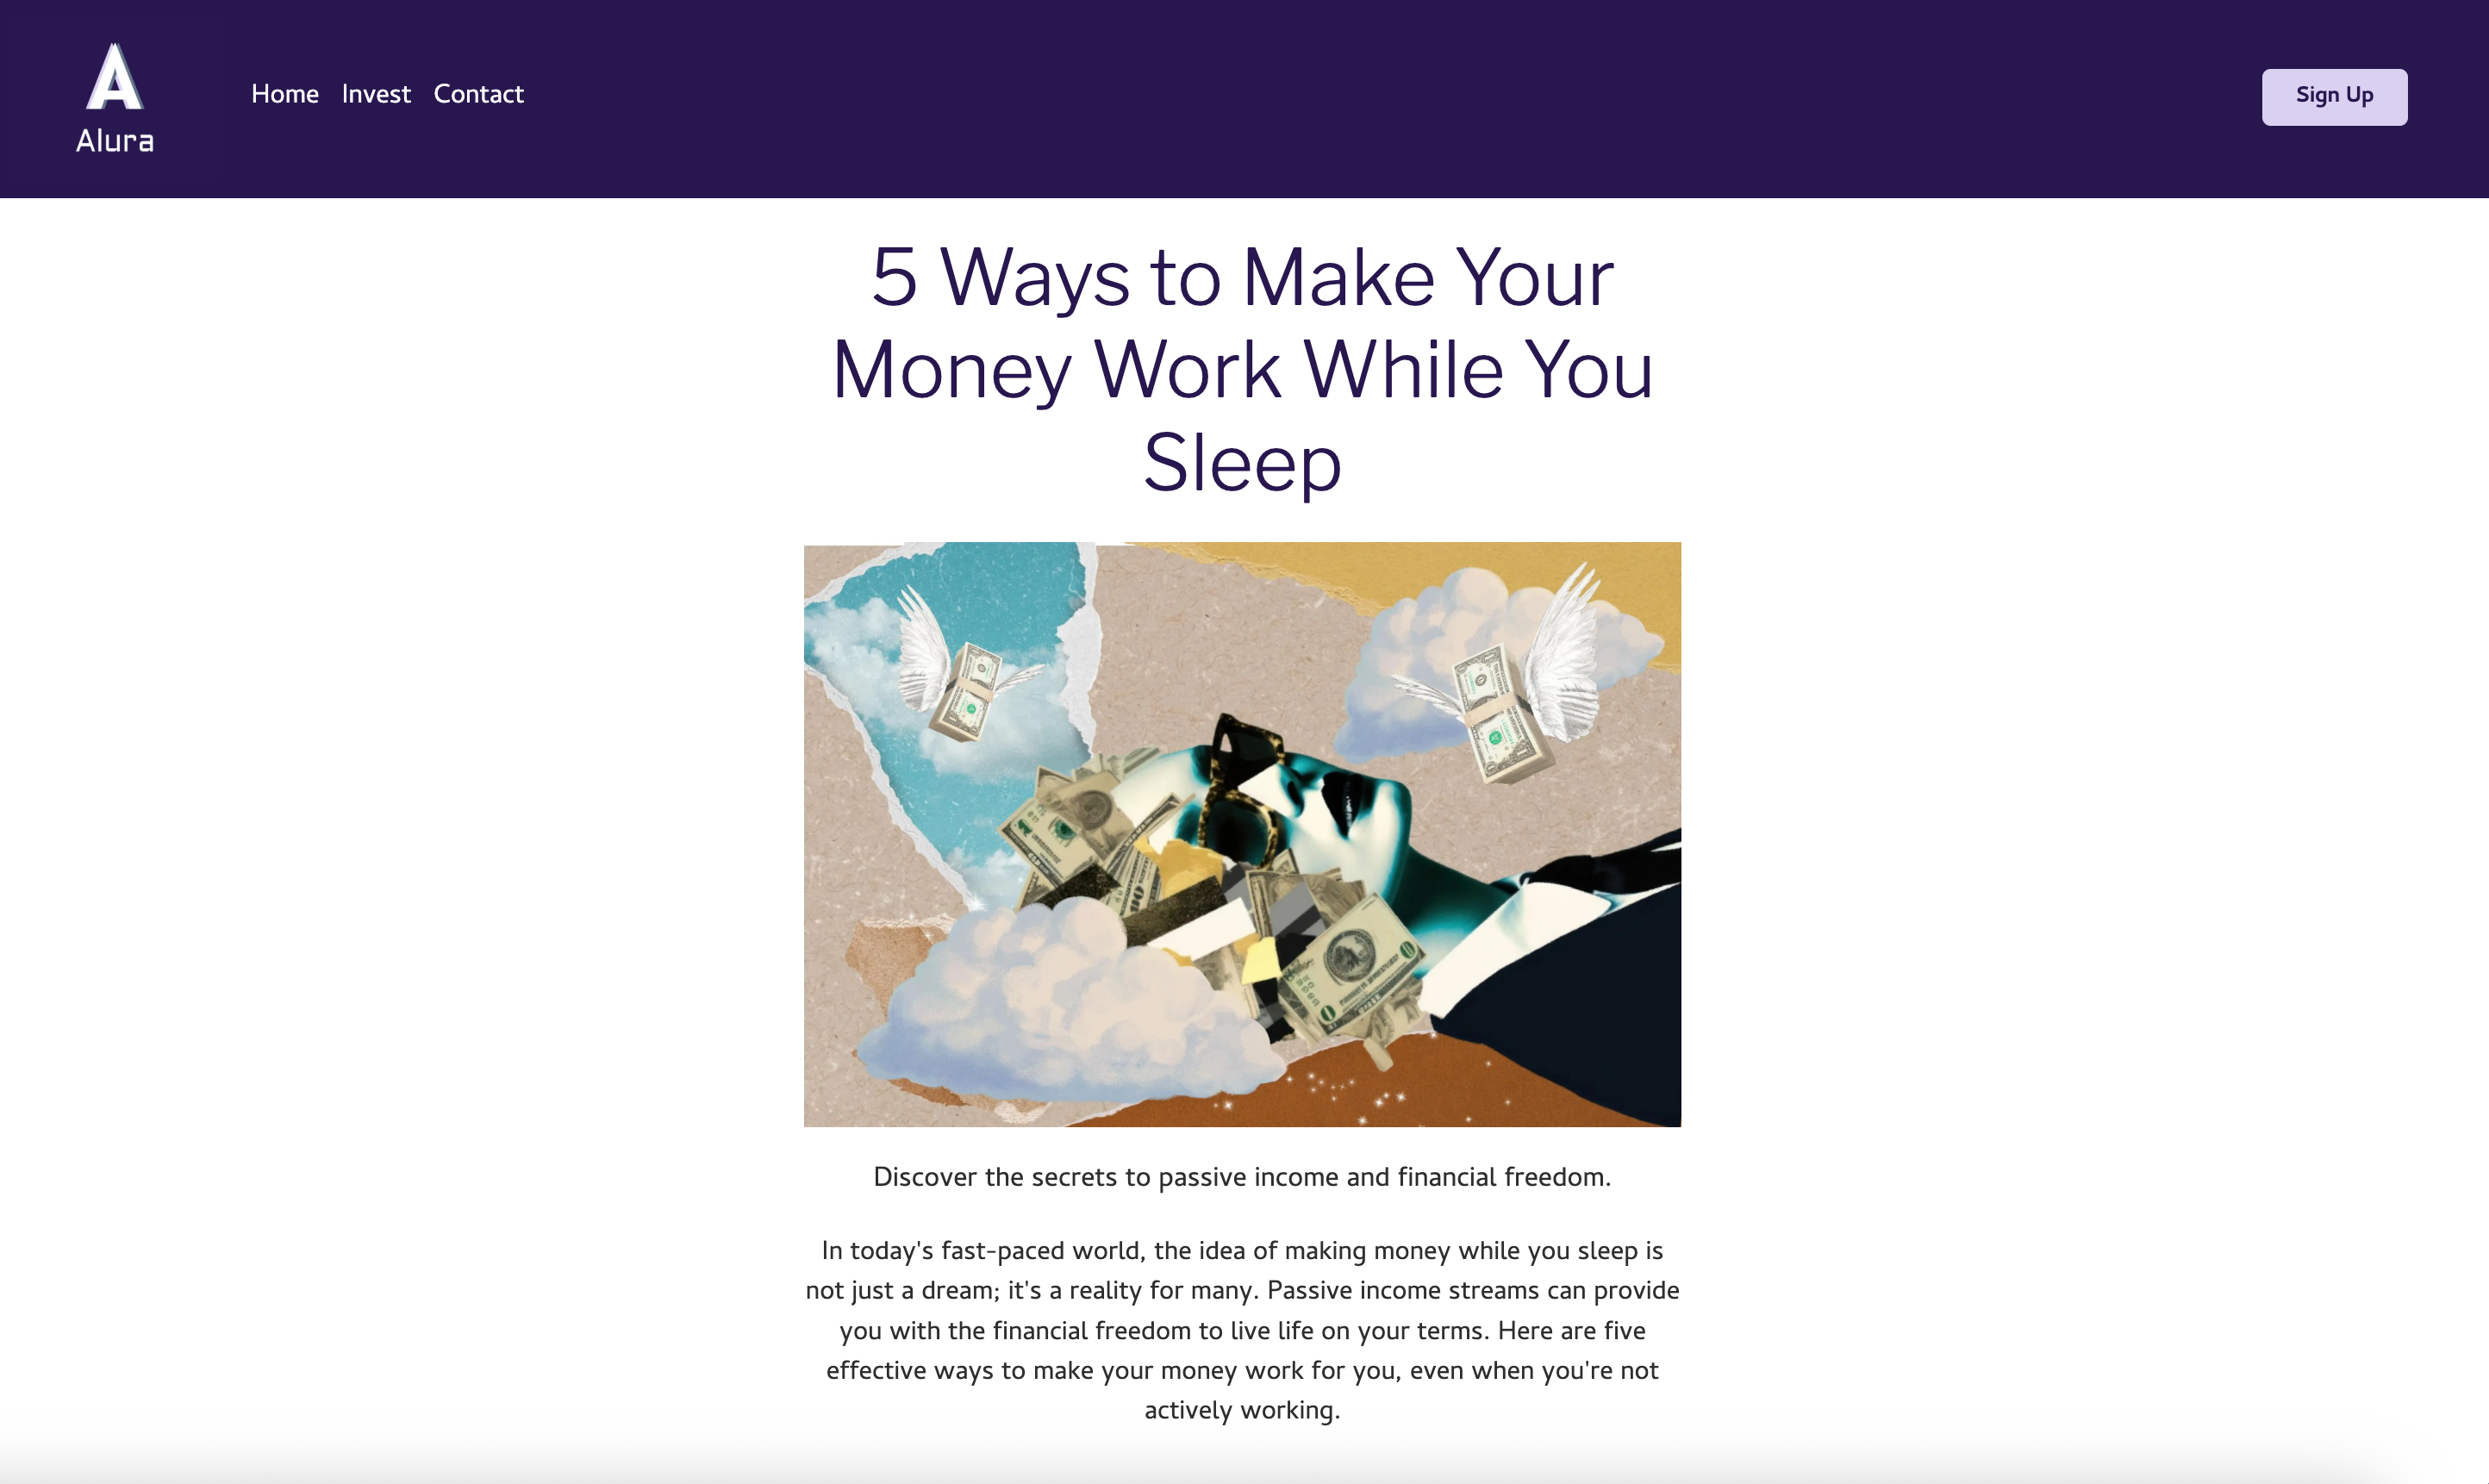 A
Alura
Home Invest Contact
Sign Up
5 Ways to Make Your
Money Work While You
Sleep
Discover the secrets to passive income and financial freedom.
In today's fast-paced world, the idea of making money while you sleep is
not just a dream; it's a reality for many. Passive income streams can provide
you with the financial freedom to live life on your terms. Here are five
effective ways to make your money work for you, even when you're not
actively working.